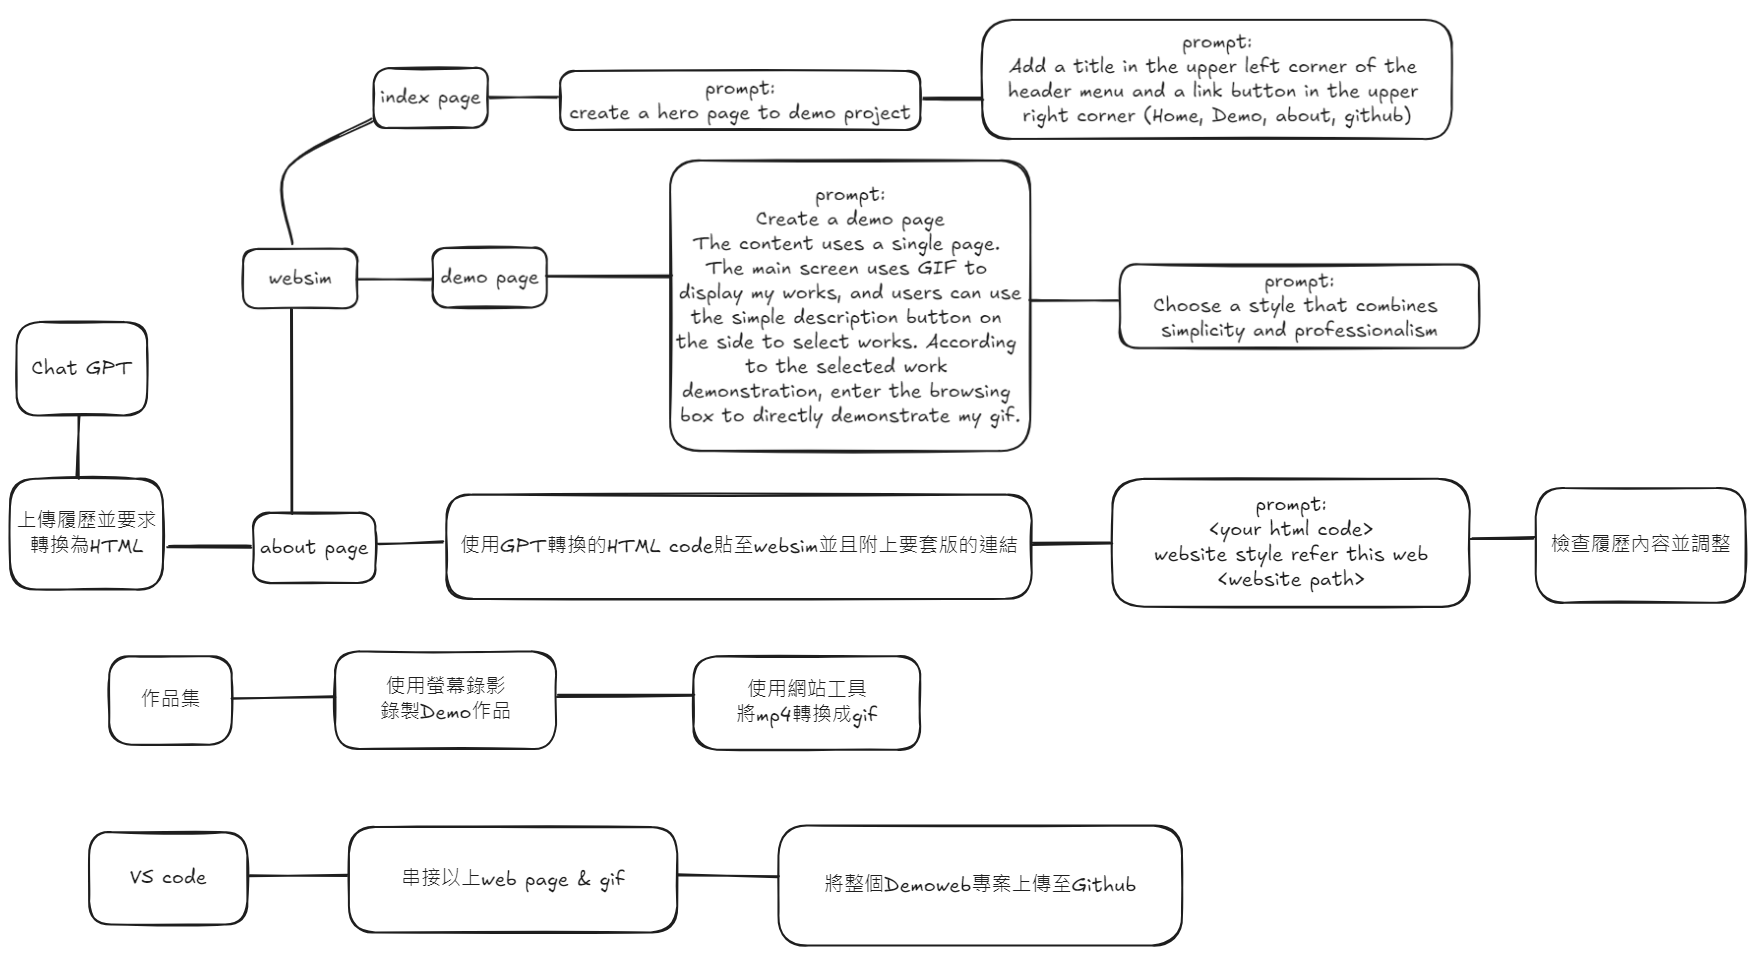 index page
prompt:
create a hero page to demo project
prompt:
Add a title in the upper left corner of the
header menu and a link button in the upper
right corner (Home, Demo, about, github)
websim
demo page
prompt:
Create a demo page
The content uses a single page.
The main screen uses GIF to
display my works, and users can use
the simple description button on
the side to select works. According
to the selected work
demonstration, enter the browsing
box to directly demonstrate my gif.
prompt:
Choose a style that combines
simplicity and professionalism
Chat GPT
上傳履歷並要求
轉換為HTML
about page
使用GPT轉換的HTML code貼至websim並且附上要套版的連結
prompt:
<your html code>
website style refer this web
<website path>
檢查履歷內容並調整
作品集
使用螢幕錄影
錄製Demo作品
使用網站工具
將mp4轉換成gif
VS code
串接以上web page & gif
將整個Demoweb專案上傳至Github